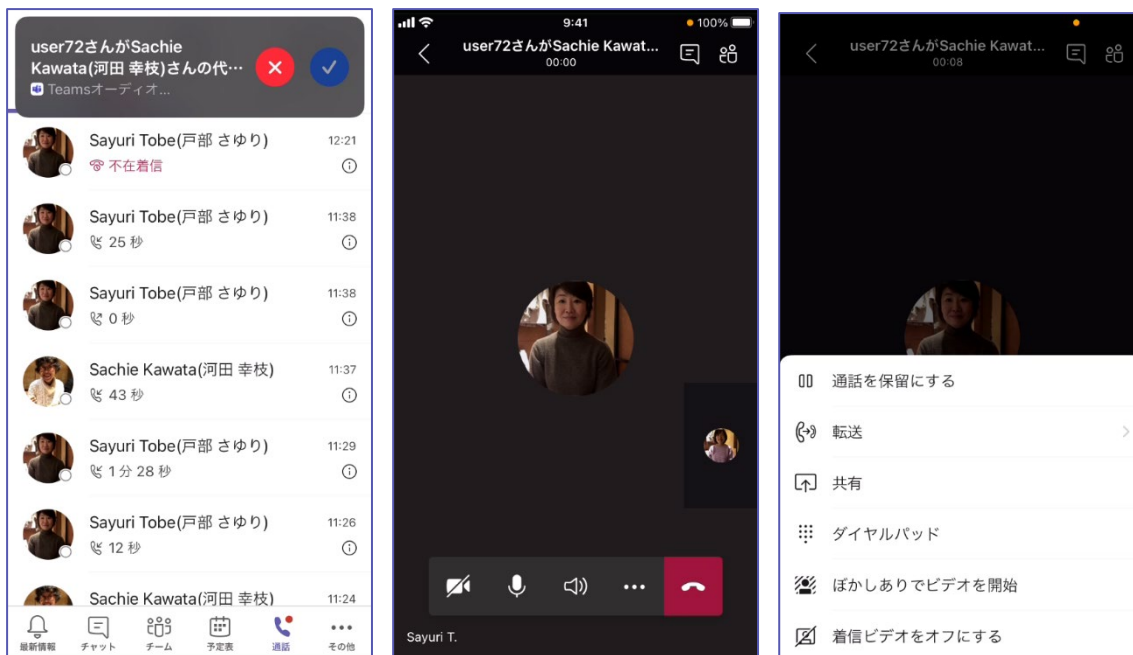 user72さんがSachie
Kawata(河田 幸枝)さんの代…
Teamsオーディオ...
Sayuri Tobe(戸部 さゆり)
12:21
不在着信
Sayuri Tobe(戸部 さゆり)
11:38
25 秒
Sayuri Tobe(戸部 さゆり)
11:38
0 秒
Sachie Kawata(河田 幸枝)
11:37
43 秒
Sayuri Tobe(戸部 さゆり)
11:29
1 分 28 秒
Sayuri Tobe(戸部 さゆり)
11:26
12 秒
Sachie Kawata(河田 幸枝)
11:24
最新情報
チャット
チーム
予定表
通話
その他
9:41
100%
user72さんがSachie Kawat...
00:00
Sayuri T.
user72さんがSachie Kawat...
00:08
通話を保留にする
転送
共有
ダイヤルパッド
ぼかしありでビデオを開始
着信ビデオをオフにする